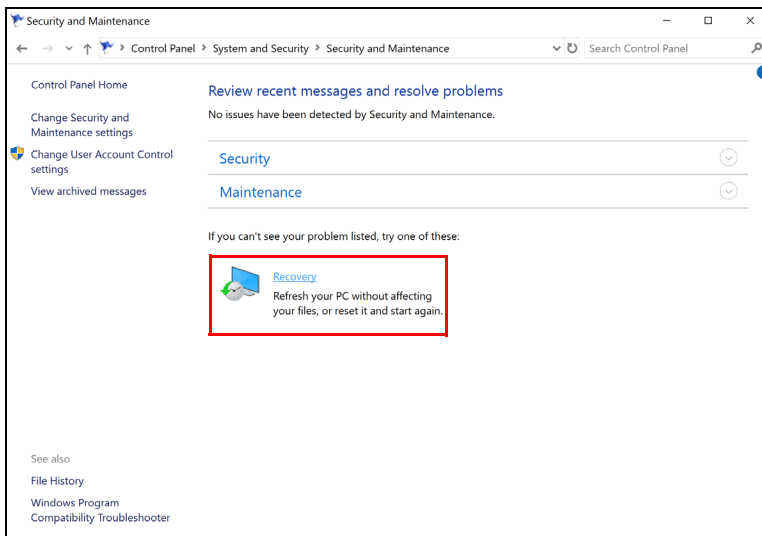 Security and Maintenance
Control Panel > System and Security > Security and Maintenance
Search Control Panel
Control Panel Home
Change Security and
Maintenance settings
Change User Account Control
settings
View archived messages
Review recent messages and resolve problems
No issues have been detected by Security and Maintenance.
Security
Maintenance
If you can't see your problem listed, try one of these:
Recovery
Refresh your PC without affecting
your files, or reset it and start again.
See also
File History
Windows Program
Compatibility Troubleshooter